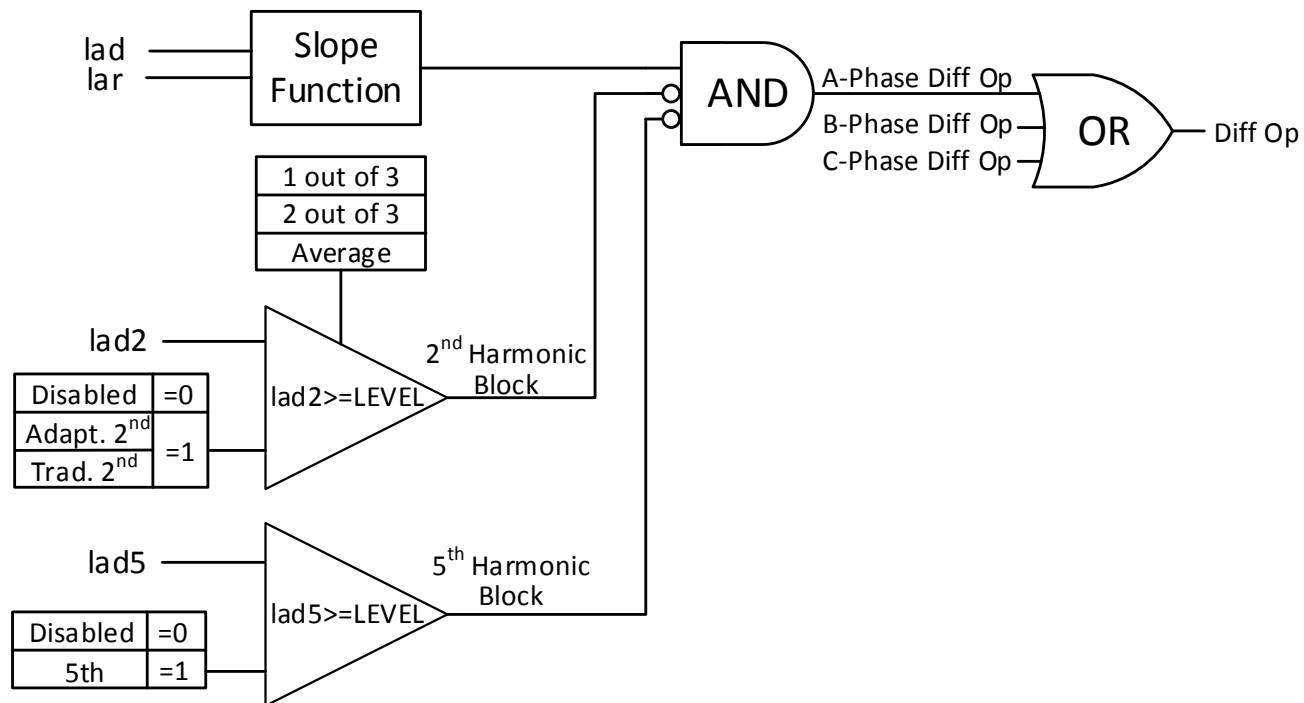 Iad
Iar
Slope
Function
AND
A-Phase Diff Op
B-Phase Diff Op
C-Phase Diff Op
OR
Diff Op
1 out of 3
2 out of 3
Average
Iad2
Iad2>=LEVEL
2nd Harmonic
Block
Disabled =0
Adapt. 2nd
=1
Trad. 2nd
Iad5
Iad5>=LEVEL
5th Harmonic
Block
Disabled =0
5th =1